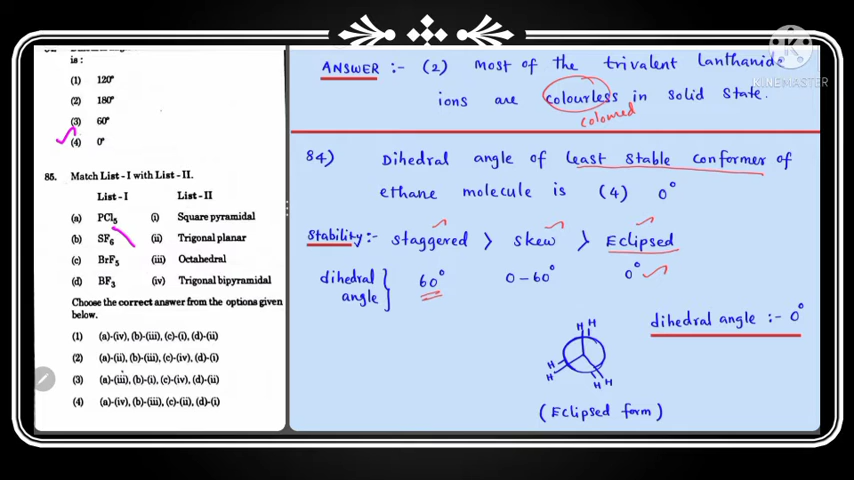 is :
(1) 120°
(2) 180°
(3) 60°
(4) 0°
85. Match List - I with List - II.
List - I List - II
(a) PCl5 (i) Square pyramidal
(b) SF6 (ii) Trigonal planar
(c) BrF5 (iii) Octahedral
(d) BF3 (iv) Trigonal bipyramidal
Choose the correct answer from the options given
below.
(1) (a)-(iv), (b)-(iii), (c)-(i), (d)-(ii)
(2) (a)-(ii), (b)-(iii), (c)-(iv), (d)-(i)
(3) (a)-(iii), (b)-(i), (c)-(iv), (d)-(ii)
(4) (a)-(iv), (b)-(iii), (c)-(ii), (d)-(i)
ANSWER :- (2) Most of the trivalent lanthanide
ions are colourless in solid state.
coloured
84) Dihedral angle of least stable conformer of
ethane molecule is (4) 0°
Stability :- staggered > skew > Eclipsed
dihedral angle } 60° 0 - 60° 0°
dihedral angle :- 0°
H H
H
H
H H
(Eclipsed form)
K
KINEMASTER